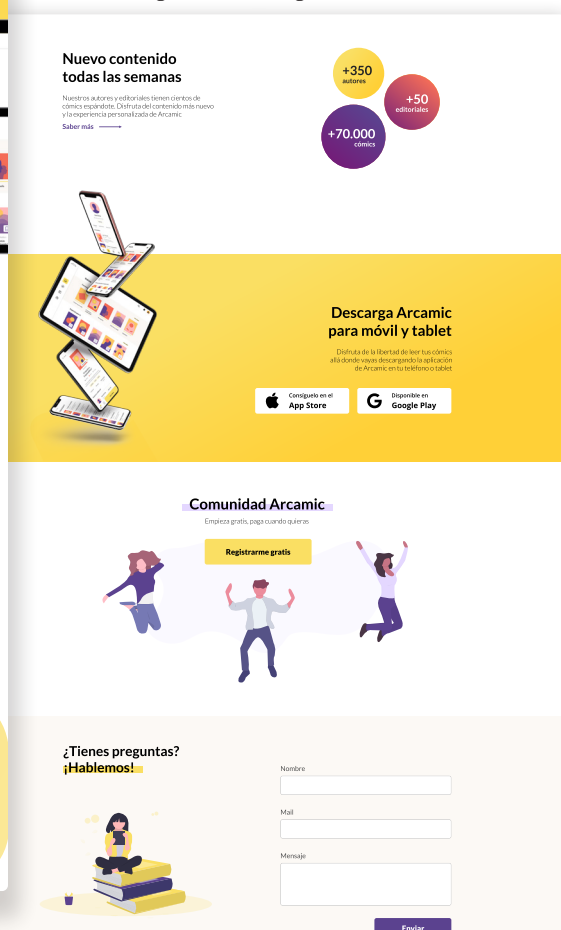 Nuevo contenido
todas las semanas
Nuestros autores y editoriales tienen cientos de
cómics espándote. Disfruta del contenido más nuevo
y la experiencia personalizada de Arcamic
Saber más
+350
autores
+50
editoriales
+70.000
cómics
Descarga Arcamic
para móvil y tablet
Disfruta de la libertad de leer tus cómics
allá donde vayas descargando la aplicación
de Arcamic en tu teléfono o tablet
Consíguelo en el
App Store
Disponible en
Google Play
Comunidad Arcamic
Empieza gratis, paga cuando quieras
Registrarme gratis
¿Tienes preguntas?
¡Hablemos!
Nombre
Mail
Mensaje
Enviar